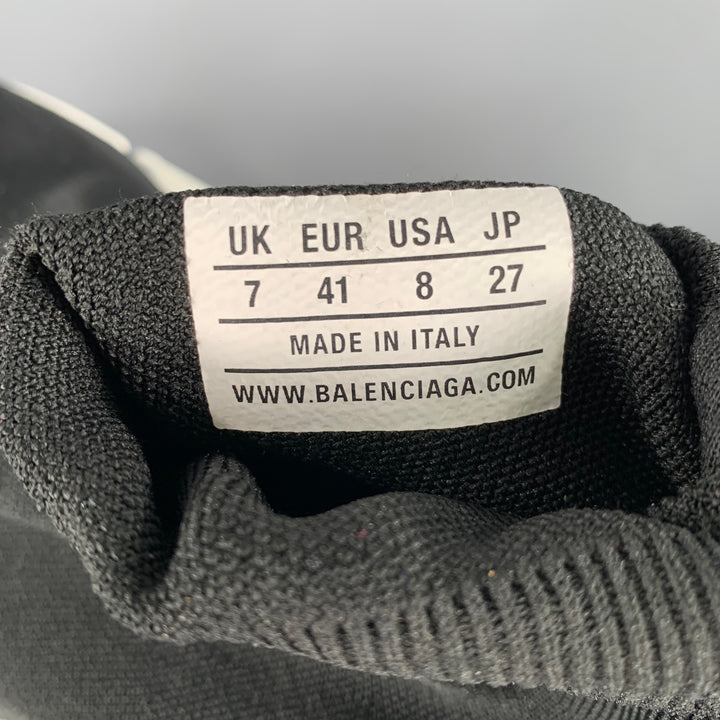 UK EUR USA JP
7 41 8 27
MADE IN ITALY
WWW.BALENCIAGA.COM